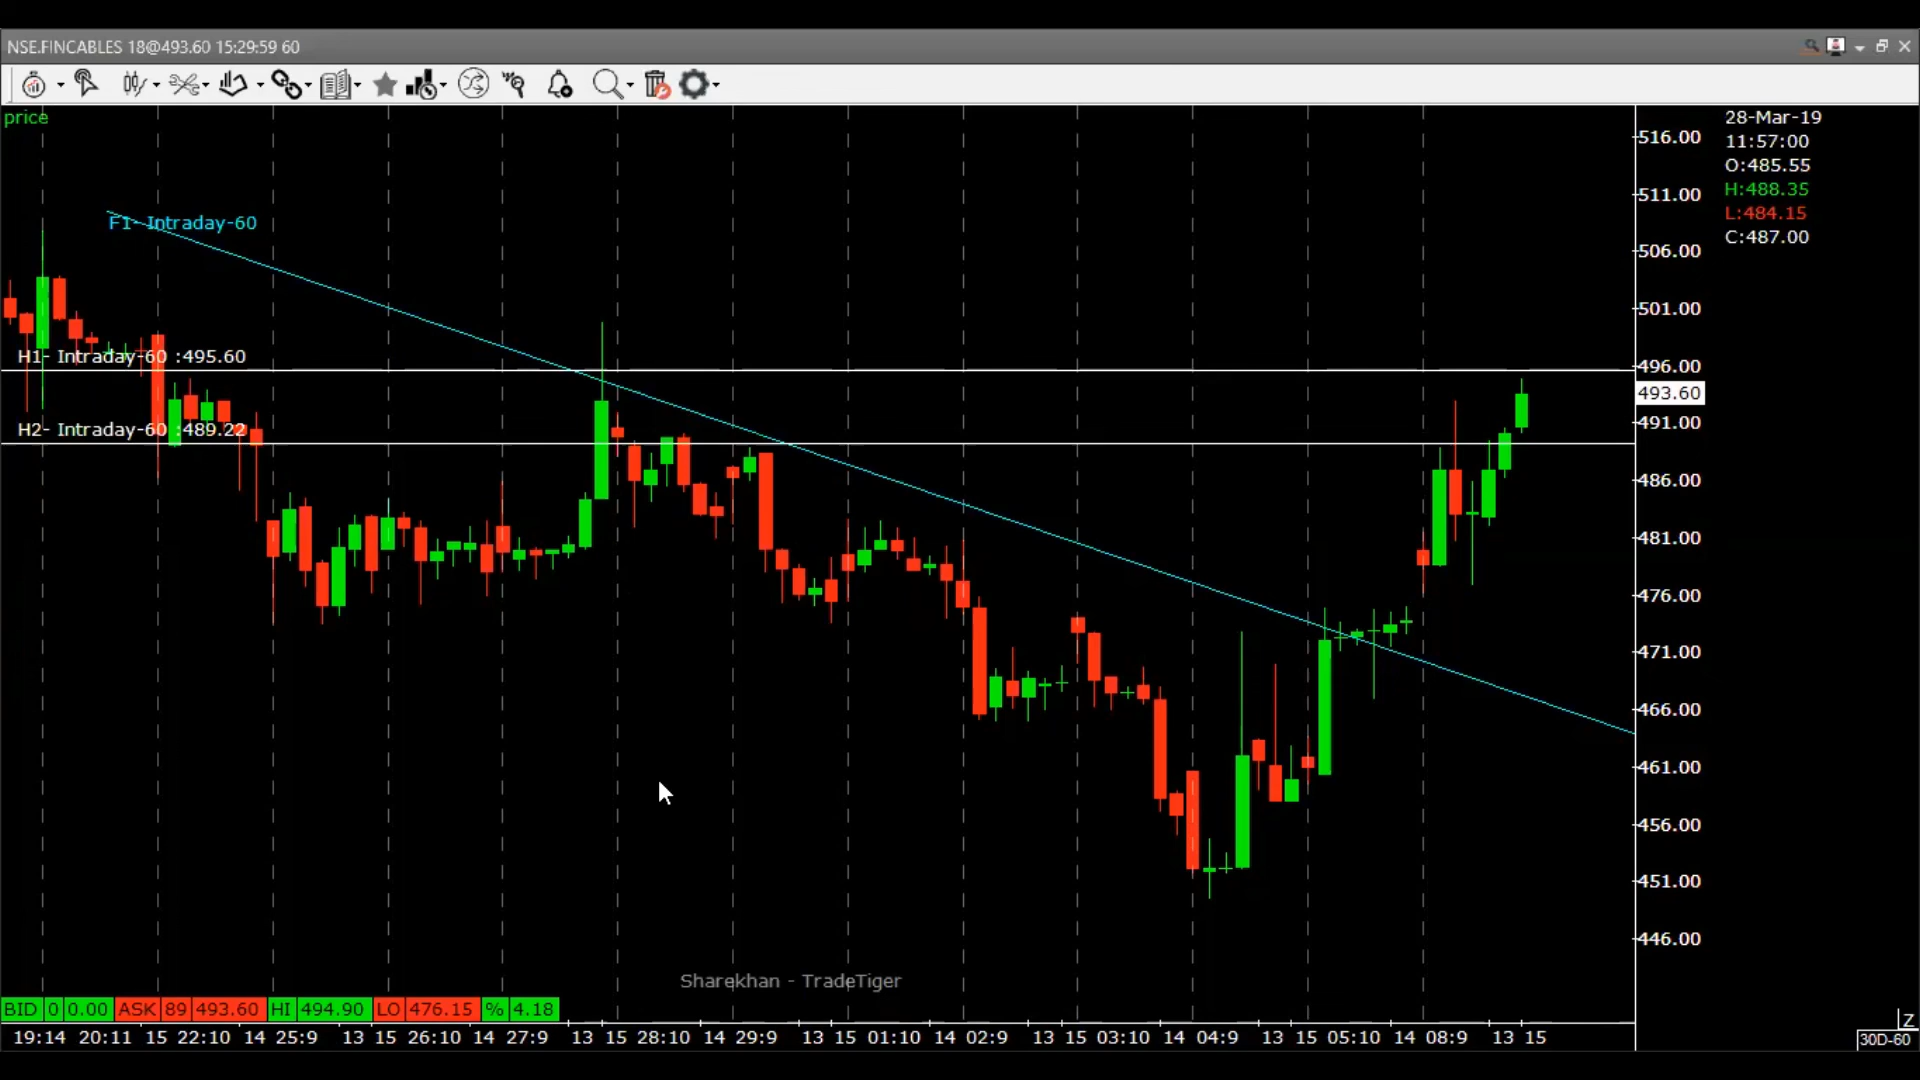 NSE.FINCABLES 18@493.60 15:29:59 60
price
28-Mar-19
11:57:00
O:485.55
H:488.35
L:484.15
C:487.00
516.00
511.00
506.00
501.00
496.00
493.60
491.00
486.00
481.00
476.00
471.00
466.00
461.00
456.00
451.00
446.00
F1- Intraday-60
H1- Intraday-60 :495.60
H2- Intraday-60 :489.22
Sharekhan - TradeTiger
BID 0 0.00 ASK 89 493.60 HI 494.90 LO 476.15 % 4.18
19:14 20:11 15 22:10 14 25:9 13 15 26:10 14 27:9 13 15 28:10 14 29:9 13 15 01:10 14 02:9 13 15 03:10 14 04:9 13 15 05:10 14 08:9 13 15
Z
30D-60